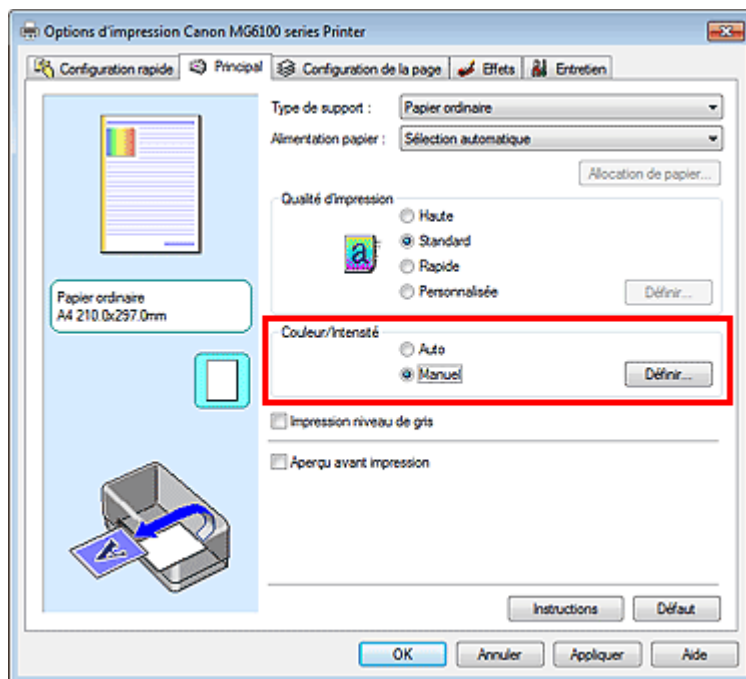 Options d'impression Canon MG6100 series Printer
Configuration rapide Principal Configuration de la page Effets Entretien
Type de support : Papier ordinaire
Alimentation papier : Sélection automatique
Allocation de papier...
Qualité d'impression
Haute
a Standard
Rapide
Personnalisée Définir...
Papier ordinaire
A4 210.0x297.0mm
Couleur/Intensité
Auto
Manuel Définir...
Impression niveau de gris
Aperçu avant impression
A
Instructions Défaut
OK Annuler Appliquer Aide